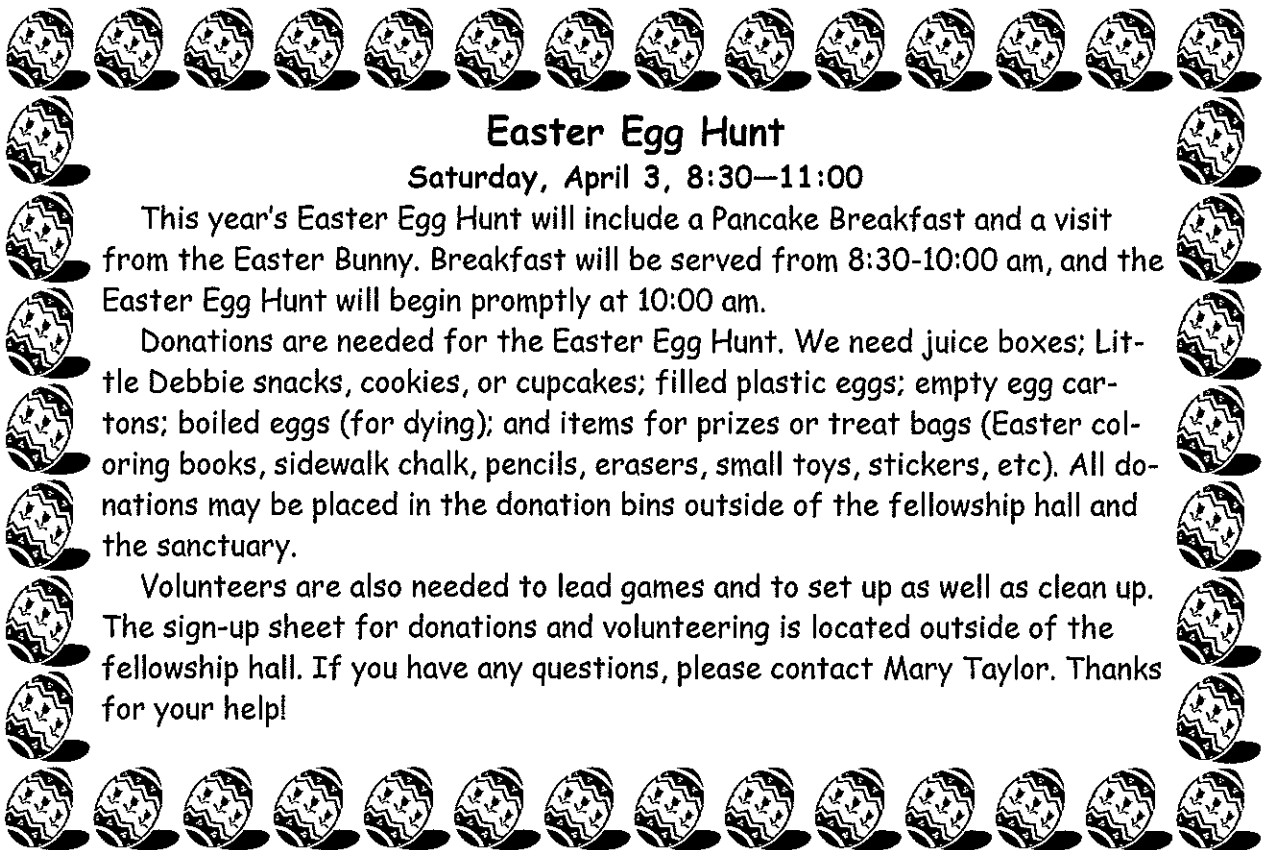 Easter Egg Hunt
Saturday, April 3, 8:30—11:00
This year's Easter Egg Hunt will include a Pancake Breakfast and a visit
from the Easter Bunny. Breakfast will be served from 8:30-10:00 am, and the
Easter Egg Hunt will begin promptly at 10:00 am.
Donations are needed for the Easter Egg Hunt. We need juice boxes; Lit-
tle Debbie snacks, cookies, or cupcakes; filled plastic eggs; empty egg car-
tons; boiled eggs (for dying); and items for prizes or treat bags (Easter col-
oring books, sidewalk chalk, pencils, erasers, small toys, stickers, etc). All do-
nations may be placed in the donation bins outside of the fellowship hall and
the sanctuary.
Volunteers are also needed to lead games and to set up as well as clean up.
The sign-up sheet for donations and volunteering is located outside of the
fellowship hall. If you have any questions, please contact Mary Taylor. Thanks
for your help!